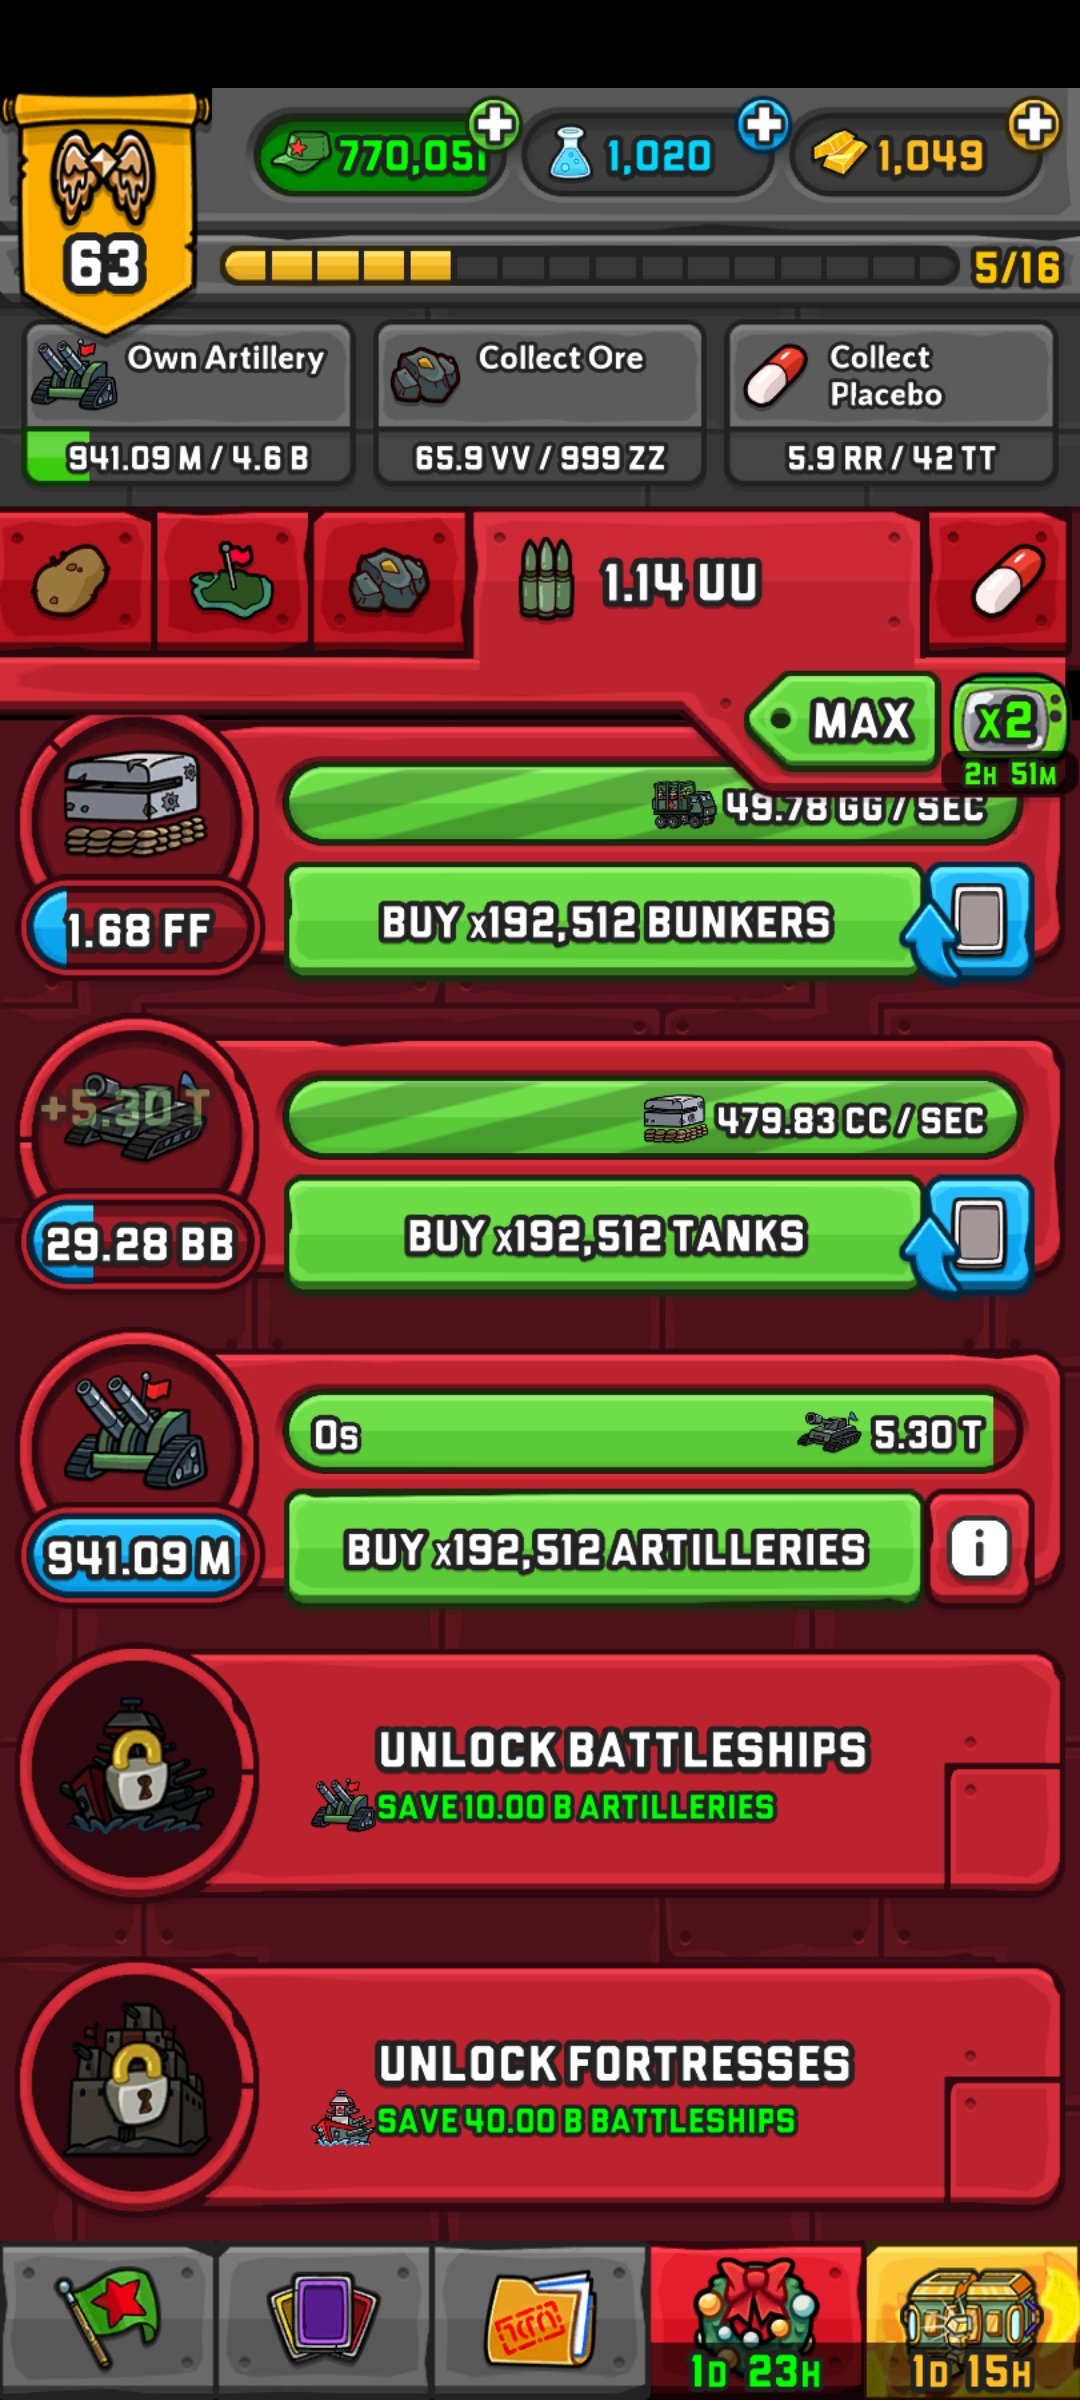 770,051
1,020
1,049
63
5/16
Own Artillery
941.09 M / 4.6 B
Collect Ore
65.9 VV / 999 ZZ
Collect
Placebo
5.9 RR / 42 TT
1.14 UU
MAX
x2
2H 51M
49.78 GG / SEC
1.68 FF
BUY x192,512 BUNKERS
+5.30 T
479.83 CC / SEC
29.28 BB
BUY x192,512 TANKS
0s
5.30 T
941.09 M
BUY x192,512 ARTILLERIES
i
UNLOCK BATTLESHIPS
SAVE 10.00 B ARTILLERIES
UNLOCK FORTRESSES
SAVE 40.00 B BATTLESHIPS
1D 23H
1D 15H